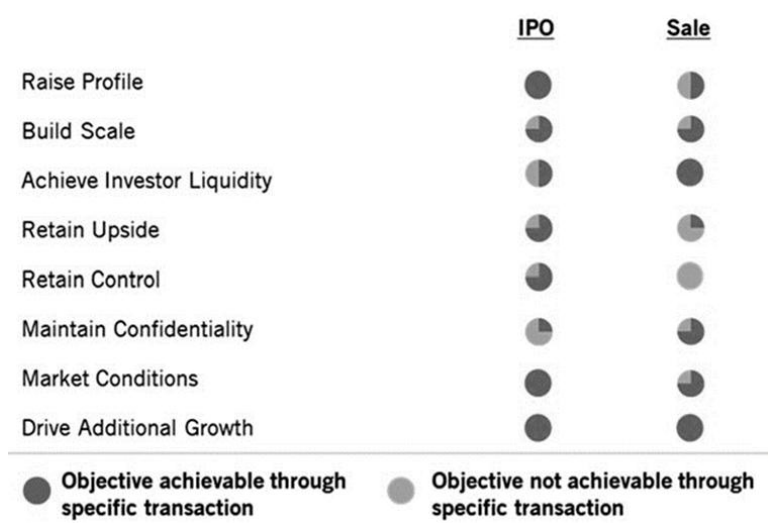 IPO Sale
Raise Profile
Build Scale
Achieve Investor Liquidity
Retain Upside
Retain Control
Maintain Confidentiality
Market Conditions
Drive Additional Growth
Objective achievable through
specific transaction
Objective not achievable through
specific transaction